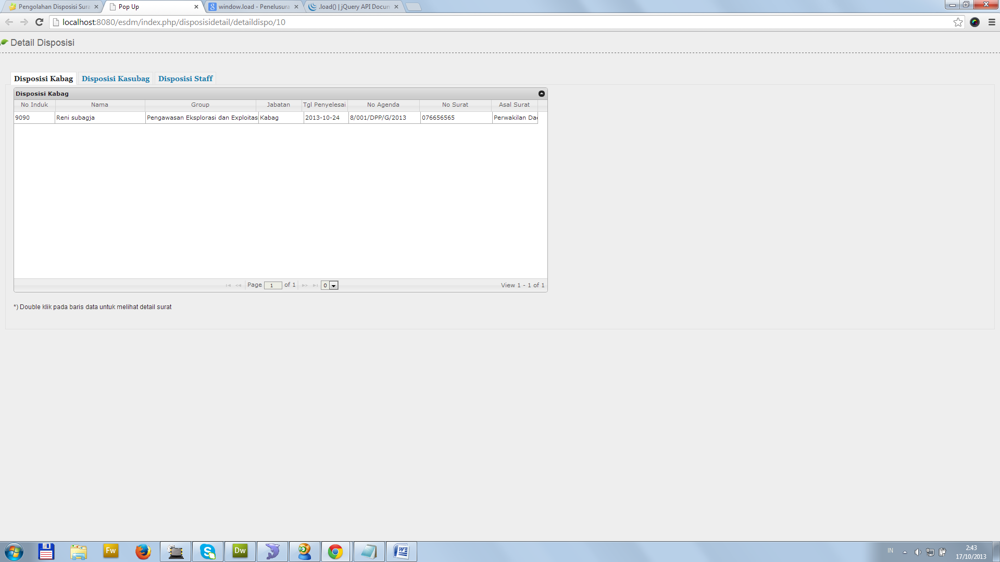 Pengolahan Disposisi Sura
Pop Up
window.load - Penelusura
.load() | jQuery API Docum
localhost:8080/esdm/index.php/disposisidetail/detaildispo/10
Detail Disposisi
Disposisi Kabag Disposisi Kasubag Disposisi Staff
Disposisi Kabag
No Induk Nama Group Jabatan Tgl Penyelesai No Agenda No Surat Asal Surat
9090 Reni subagja Pengawasan Eksplorasi dan Exploitas Kabag 2013-10-24 8/001/DPP/G/2013 076656565 Perwakilan Dae
Page 1 of 1 0 View 1 - 1 of 1
*) Double klik pada baris data untuk melihat detail surat
Fw Dw IN 2:43
17/10/2013